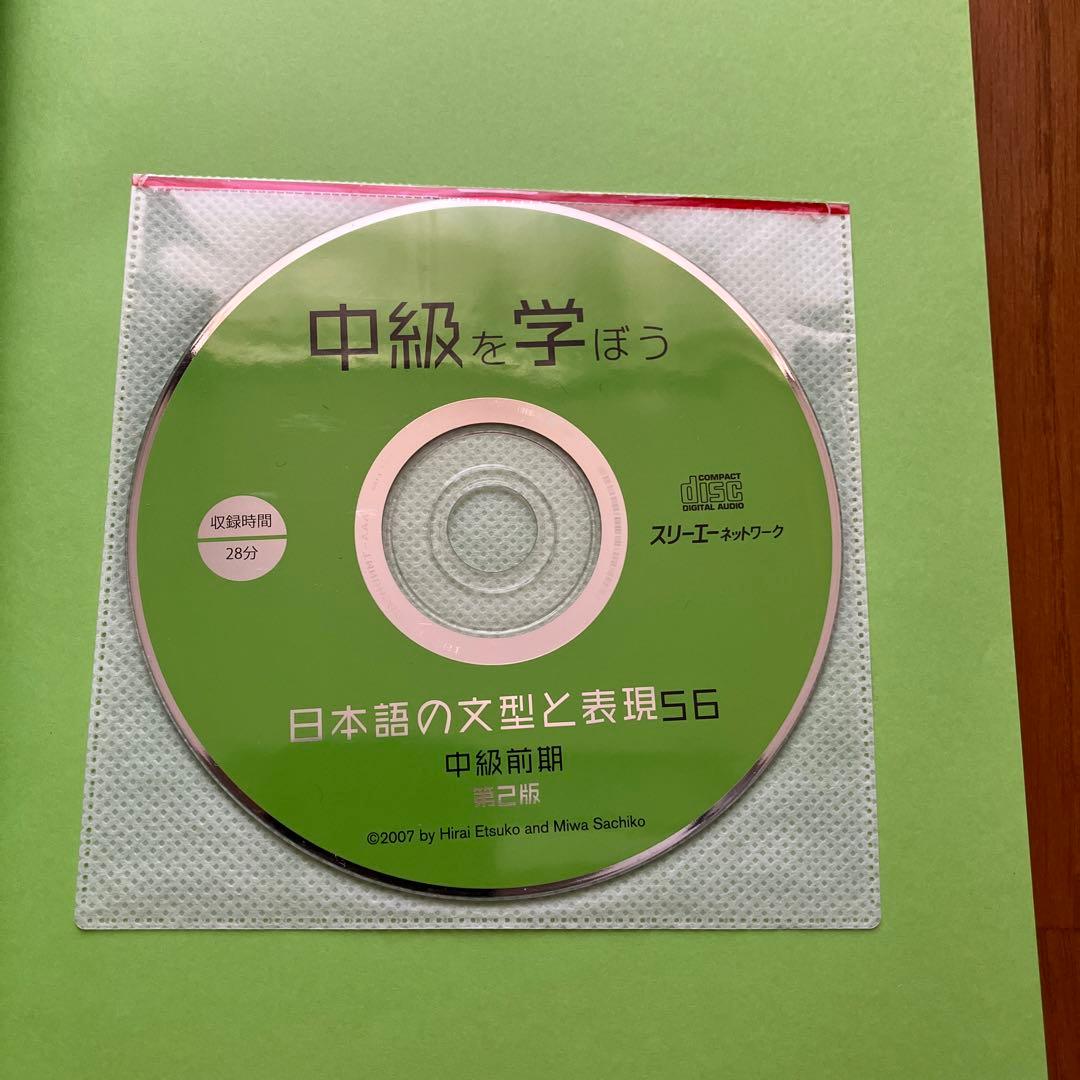 中級を学ぼう
COMPACT
disc
DIGITAL AUDIO
収録時間
スリーエーネットワーク
28分
日本語の文型と表現56
中級前期
第2版
©2007 by Hirai Etsuko and Miwa Sachiko